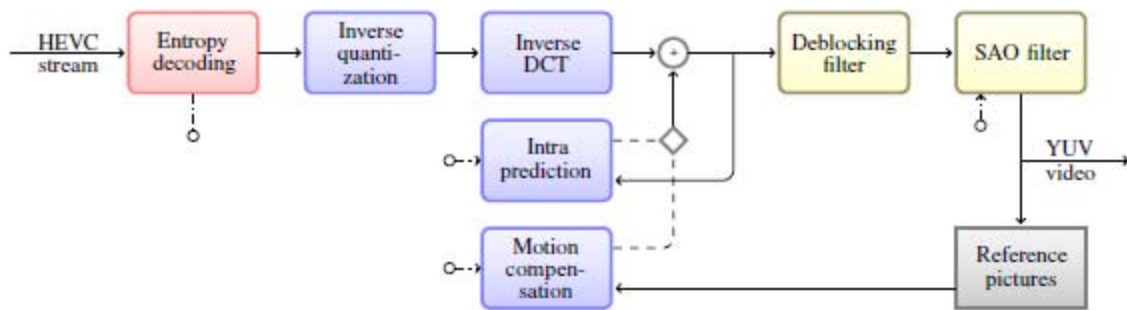 HEVC
stream
Entropy
decoding
Inverse
quanti-
zation
Inverse
DCT
+
Deblocking
filter
SAO filter
Intra
prediction
YUV
video
Motion
compen-
sation
Reference
pictures